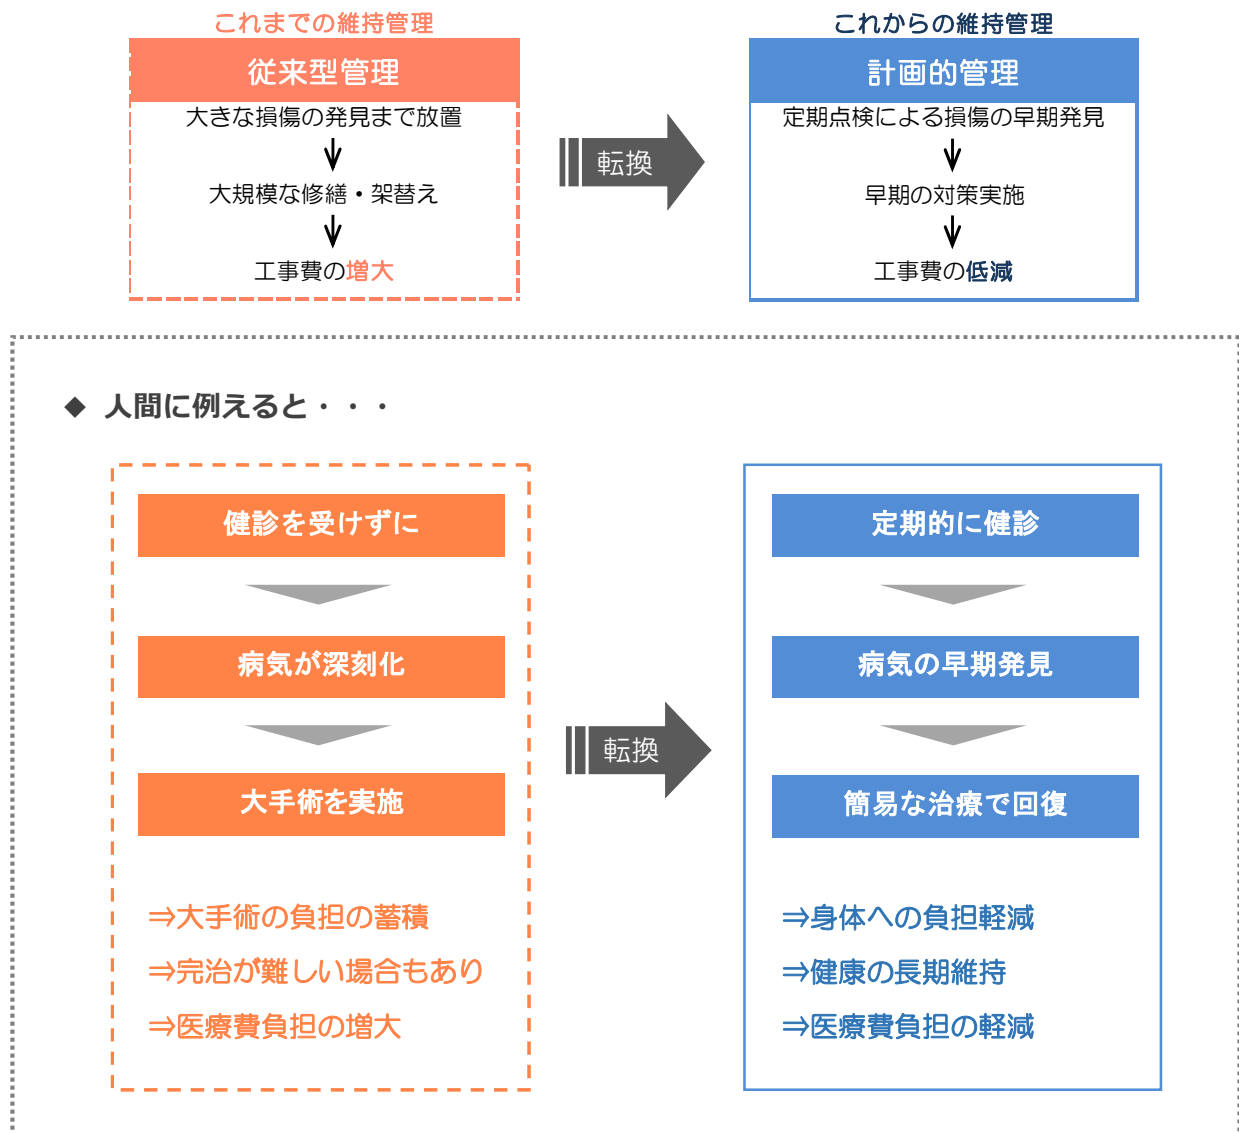 これまでの維持管理
従来型管理
大きな損傷の発見まで放置
大規模な修繕・架替え
工事費の増大
転換
これからの維持管理
計画的管理
定期点検による損傷の早期発見
早期の対策実施
工事費の低減
◆ 人間に例えると・・・
健診を受けずに
病気が深刻化
大手術を実施
⇒大手術の負担の蓄積
⇒完治が難しい場合もあり
⇒医療費負担の増大
転換
定期的に健診
病気の早期発見
簡易な治療で回復
⇒身体への負担軽減
⇒健康の長期維持
⇒医療費負担の軽減